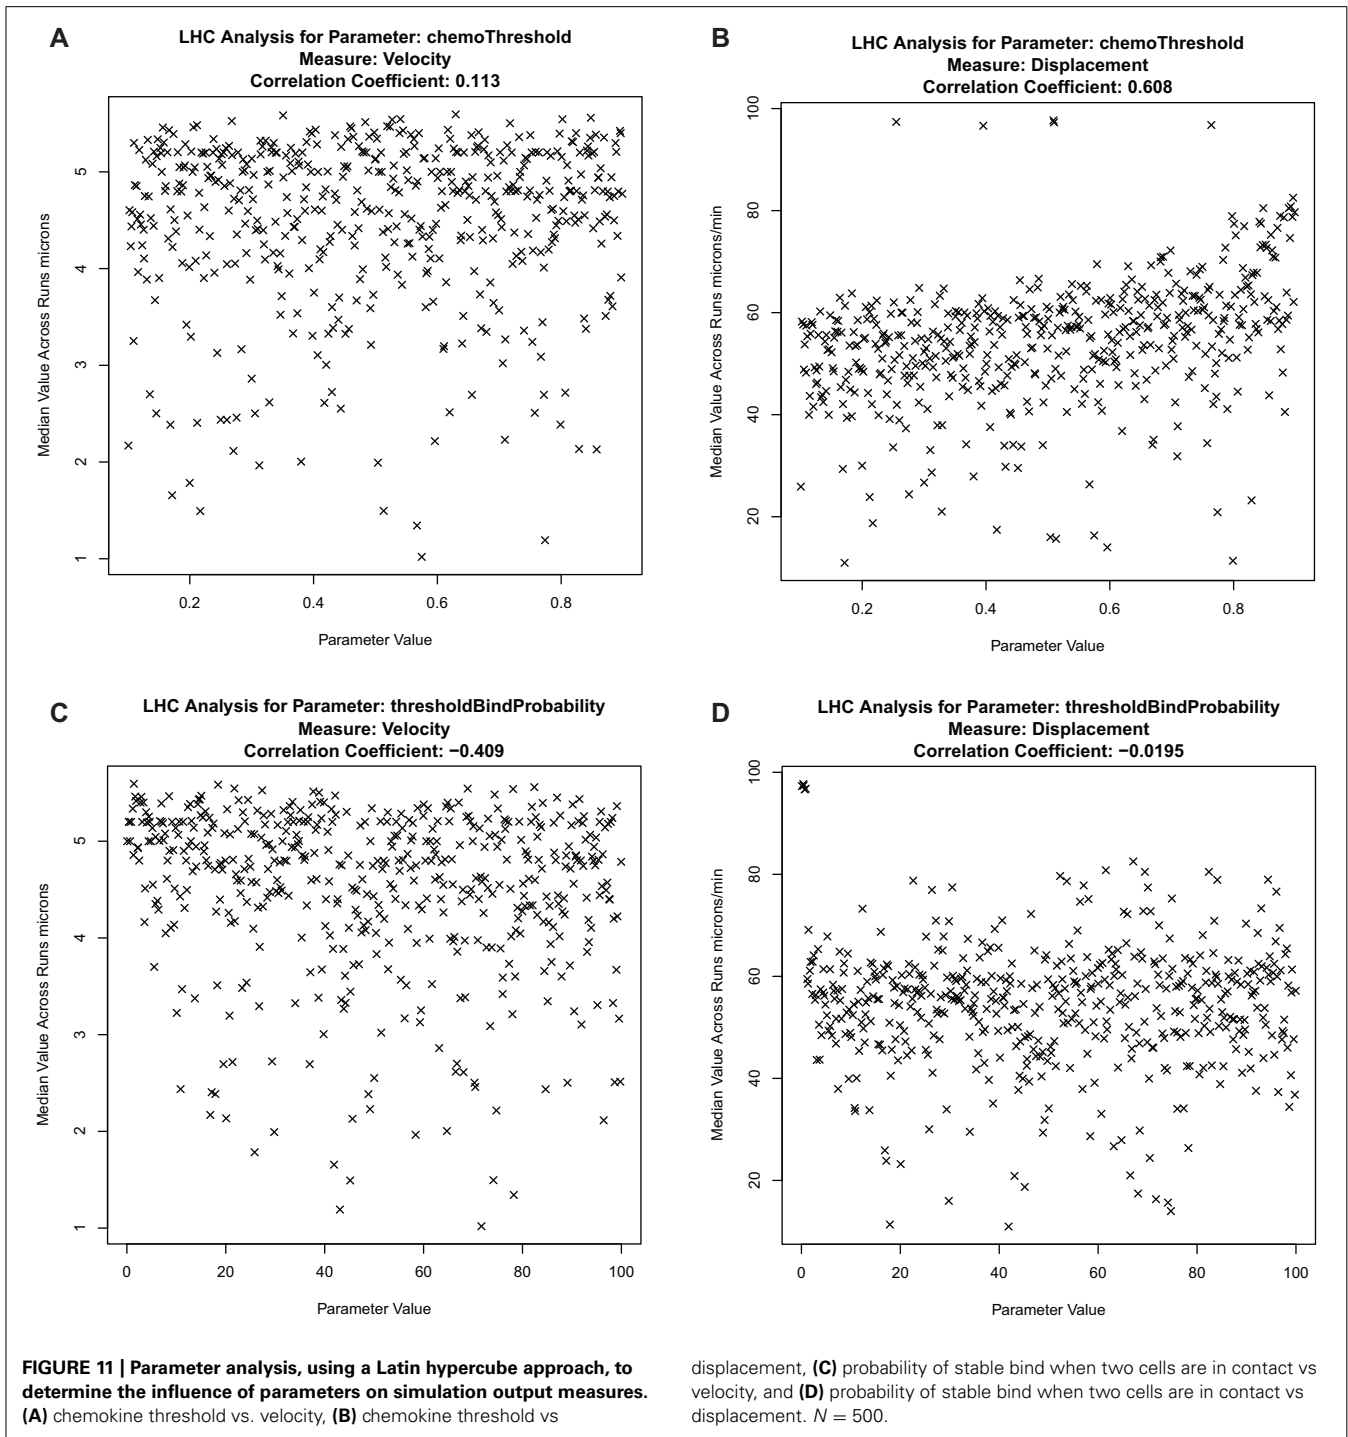 A
LHC Analysis for Parameter: chemoThreshold
Measure: Velocity
Correlation Coefficient: 0.113
Median Value Across Runs microns
5
4
3
2
1
0.2
0.4
0.6
0.8
Parameter Value
B
LHC Analysis for Parameter: chemoThreshold
Measure: Displacement
Correlation Coefficient: 0.608
Median Value Across Runs microns/min
100
80
60
40
20
0.2
0.4
0.6
0.8
Parameter Value
C
LHC Analysis for Parameter: thresholdBindProbability
Measure: Velocity
Correlation Coefficient: −0.409
Median Value Across Runs microns
5
4
3
2
1
0
20
40
60
80
100
Parameter Value
D
LHC Analysis for Parameter: thresholdBindProbability
Measure: Displacement
Correlation Coefficient: −0.0195
Median Value Across Runs microns/min
100
80
60
40
20
0
20
40
60
80
100
Parameter Value
FIGURE 11 | Parameter analysis, using a Latin hypercube approach, to
determine the influence of parameters on simulation output measures.
(A) chemokine threshold vs. velocity, (B) chemokine threshold vs
displacement, (C) probability of stable bind when two cells are in contact vs
velocity, and (D) probability of stable bind when two cells are in contact vs
displacement. N = 500.